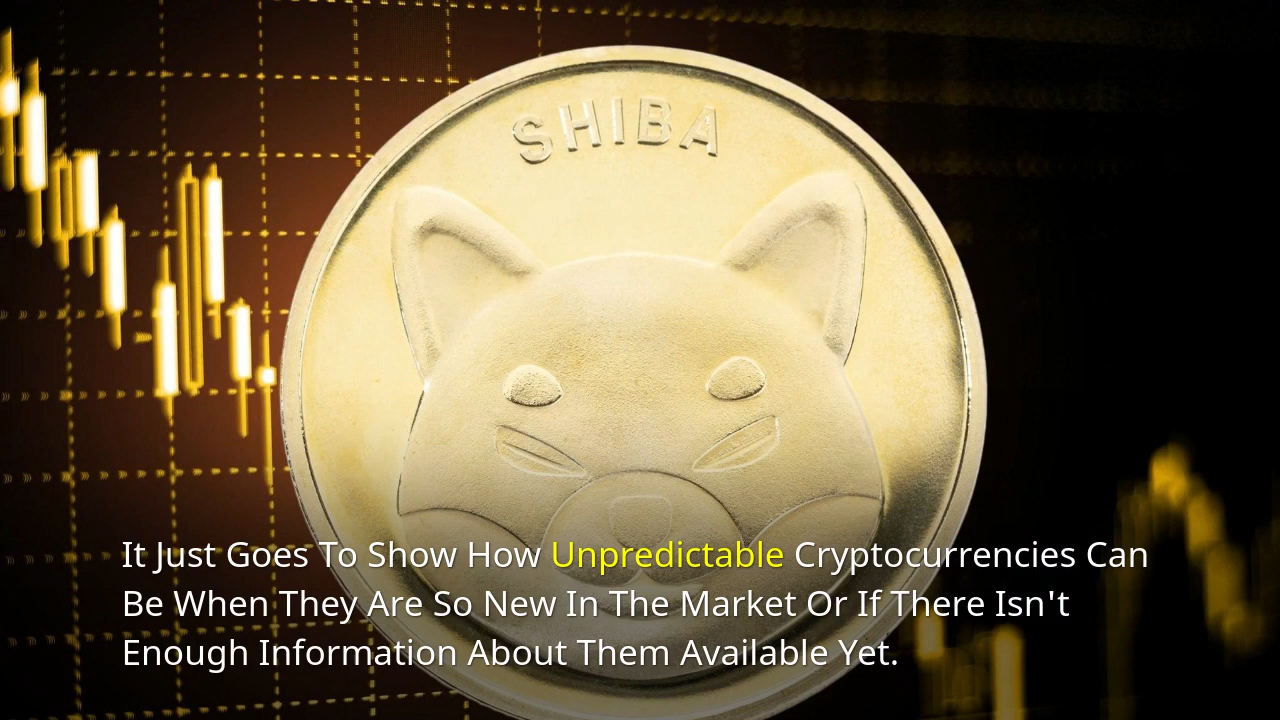 SHIBA
It Just Goes To Show How Unpredictable Cryptocurrencies Can
Be When They Are So New In The Market Or If There Isn't
Enough Information About Them Available Yet.